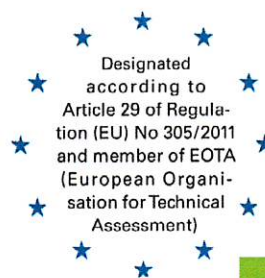 Designated
according to
Article 29 of Regula-
tion (EU) No 305/2011
and member of EOTA
(European Organi-
sation for Technical
Assessment)